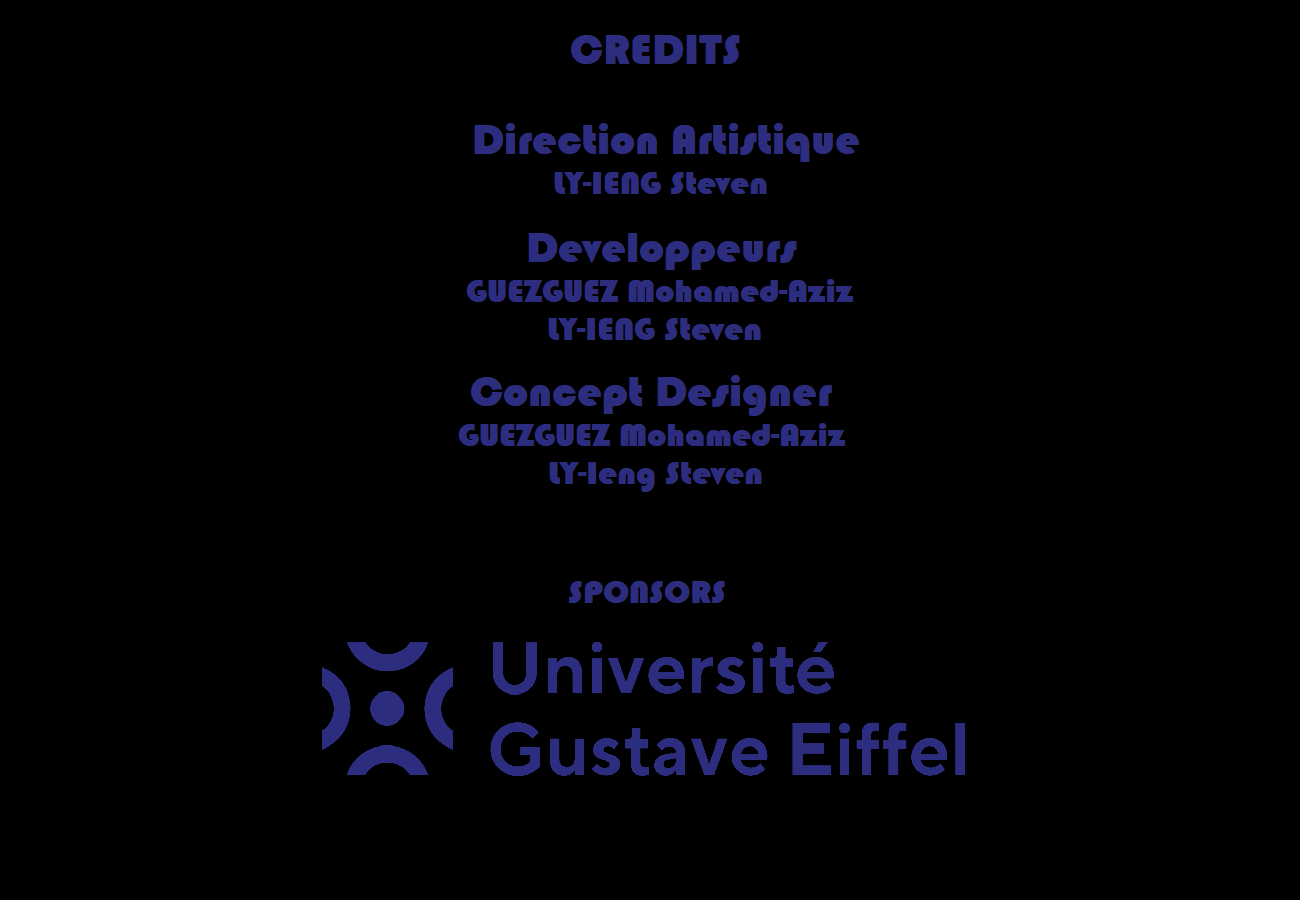 CREDITS
Direction Artistique
LY-IENG Steven
Developpeurs
GUEZGUEZ Mohamed-Aziz
LY-IENG Steven
Concept Designer
GUEZGUEZ Mohamed-Aziz
LY-Ieng Steven
SPONSORS
Université
Gustave Eiffel